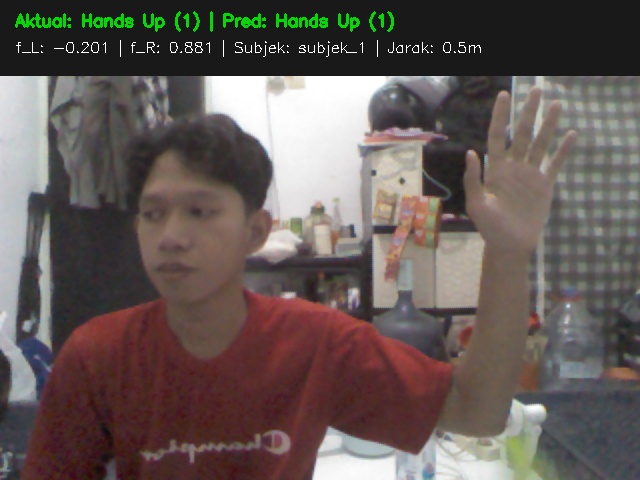 Aktual: Hands Up (1) | Pred: Hands Up (1)
f_L: -0.201 | f_R: 0.881 | Subjek: subjek_1 | Jarak: 0.5m
Champion